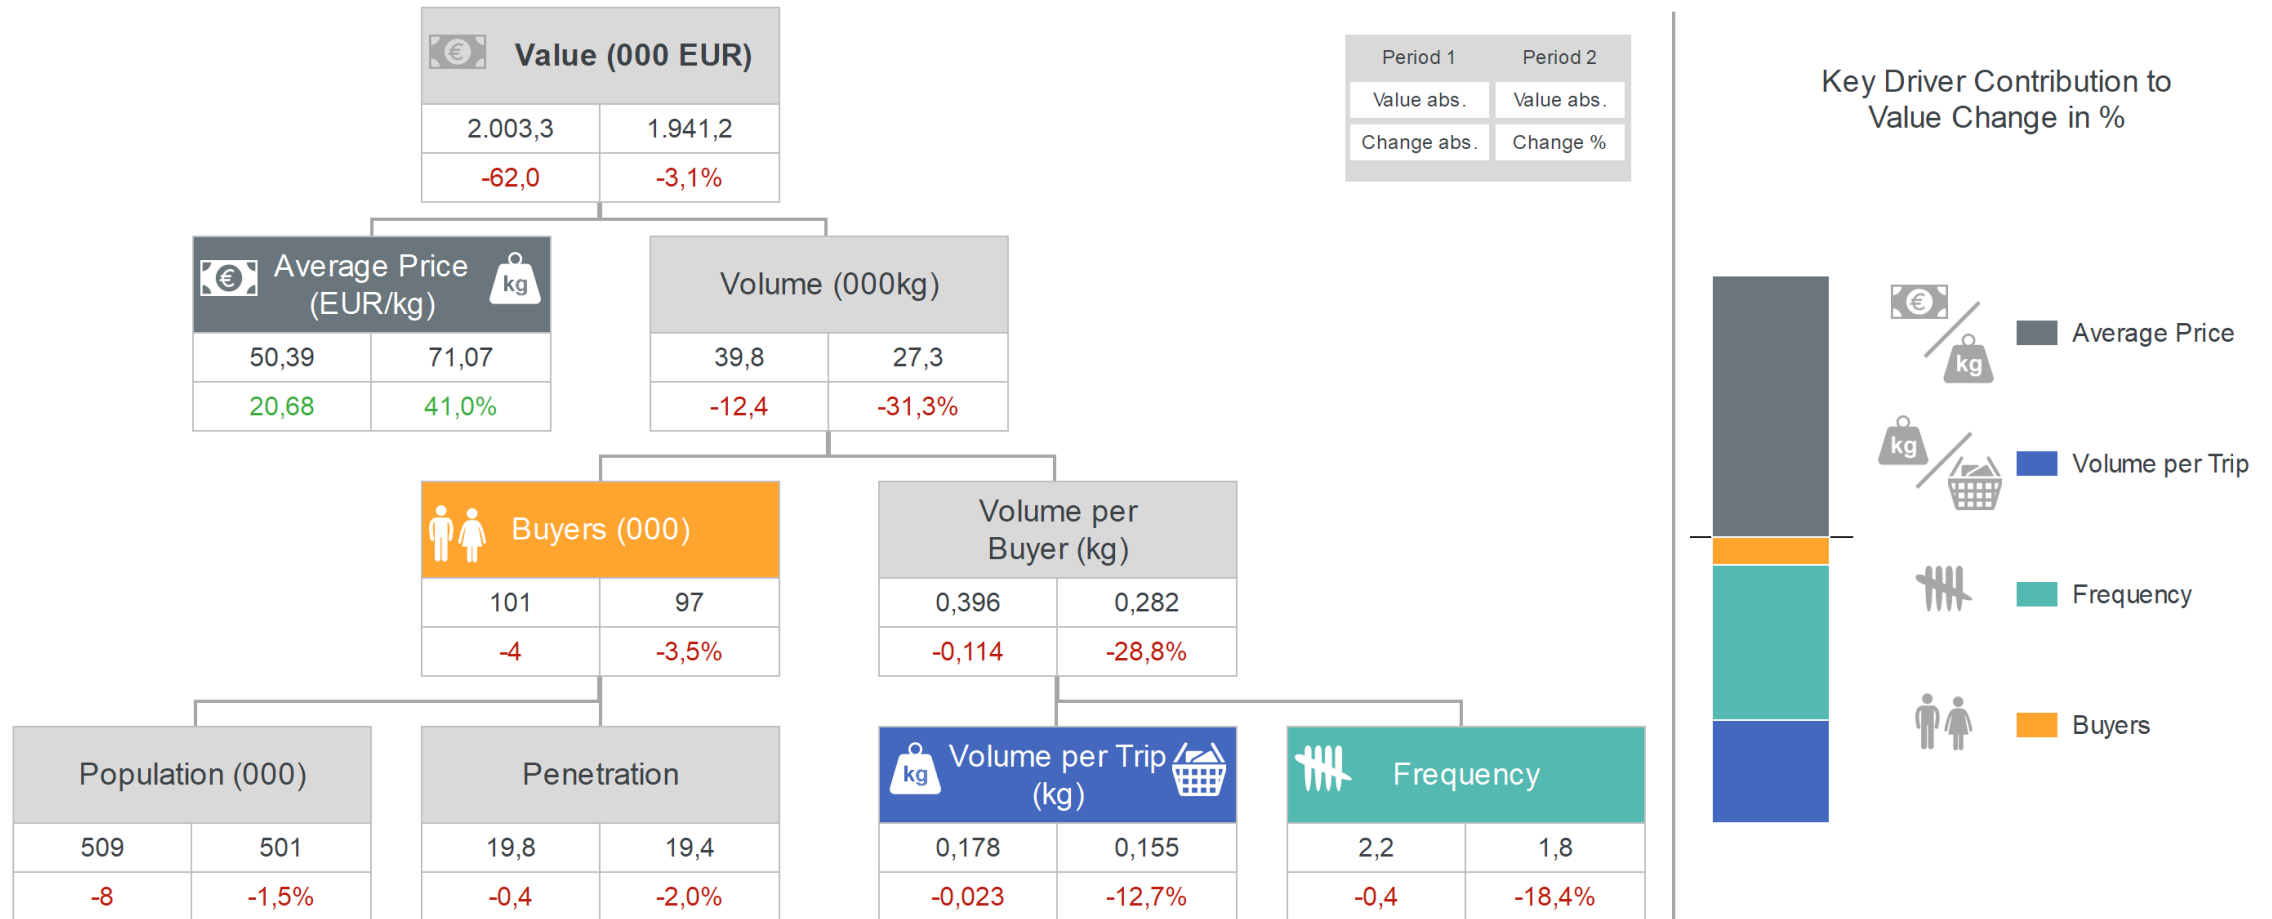 Value (000 EUR)
2.003,3 1.941,2
-62,0 -3,1%
Period 1 Period 2
Value abs. Value abs.
Change abs. Change %
Average Price
(EUR/kg)
kg
50,39 71,07
20,68 41,0%
Volume (000kg)
39,8 27,3
-12,4 -31,3%
Buyers (000)
101 97
-4 -3,5%
Volume per
Buyer (kg)
0,396 0,282
-0,114 -28,8%
Population (000)
509 501
-8 -1,5%
Penetration
19,8 19,4
-0,4 -2,0%
kg
Volume per Trip
(kg)
0,178 0,155
-0,023 -12,7%
Frequency
2,2 1,8
-0,4 -18,4%
Key Driver Contribution to
Value Change in %
€
kg
Average Price
kg
Volume per Trip
Frequency
Buyers